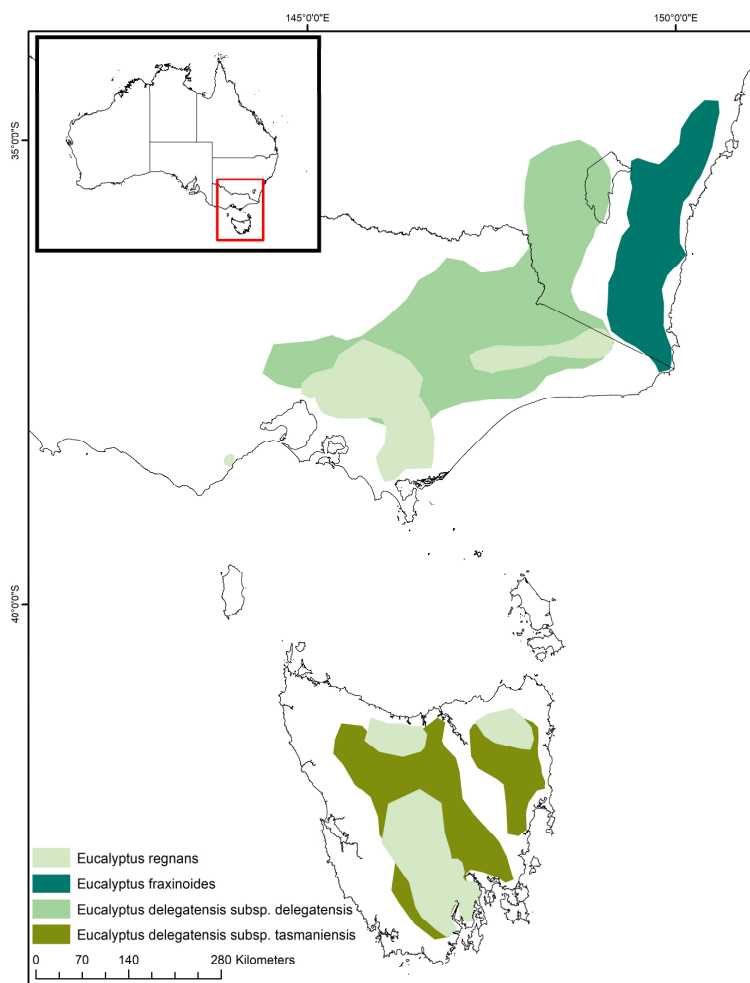 145°0'0"E 150°0'0"E
35°0'0"S
40°0'0"S
Eucalyptus regnans
Eucalyptus fraxinoides
Eucalyptus delegatensis subsp. delegatensis
Eucalyptus delegatensis subsp. tasmaniensis
0 70 140 280 Kilometers